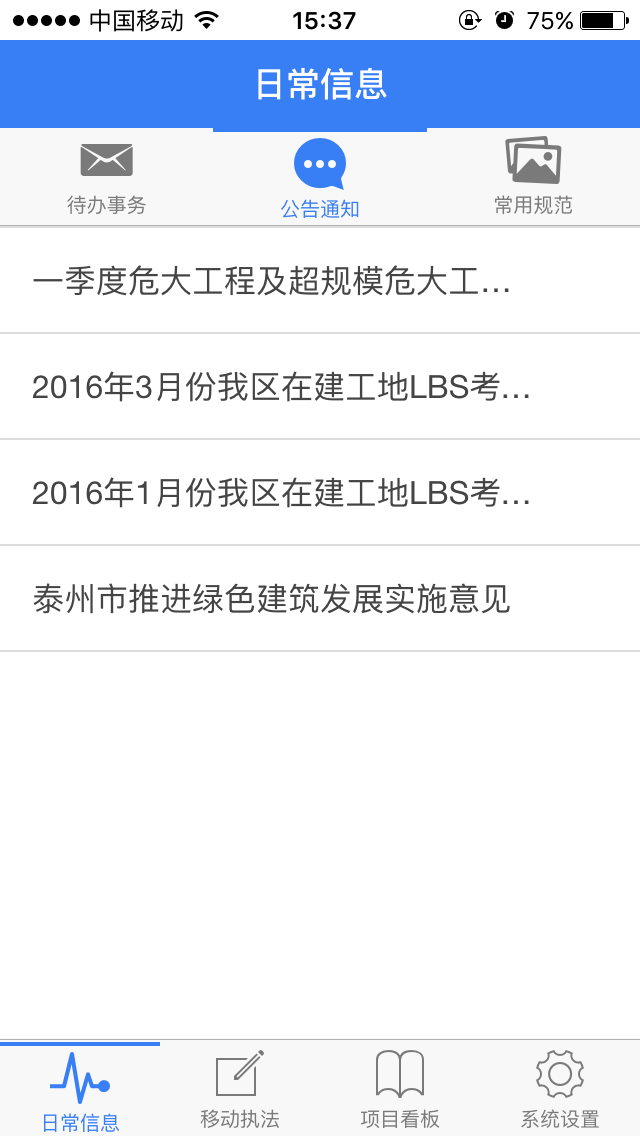 中国移动 15:37 75%
日常信息
待办事务 公告通知 常用规范
一季度危大工程及超规模危大工...
2016年3月份我区在建工地LBS考...
2016年1月份我区在建工地LBS考...
泰州市推进绿色建筑发展实施意见
日常信息 移动执法 项目看板 系统设置